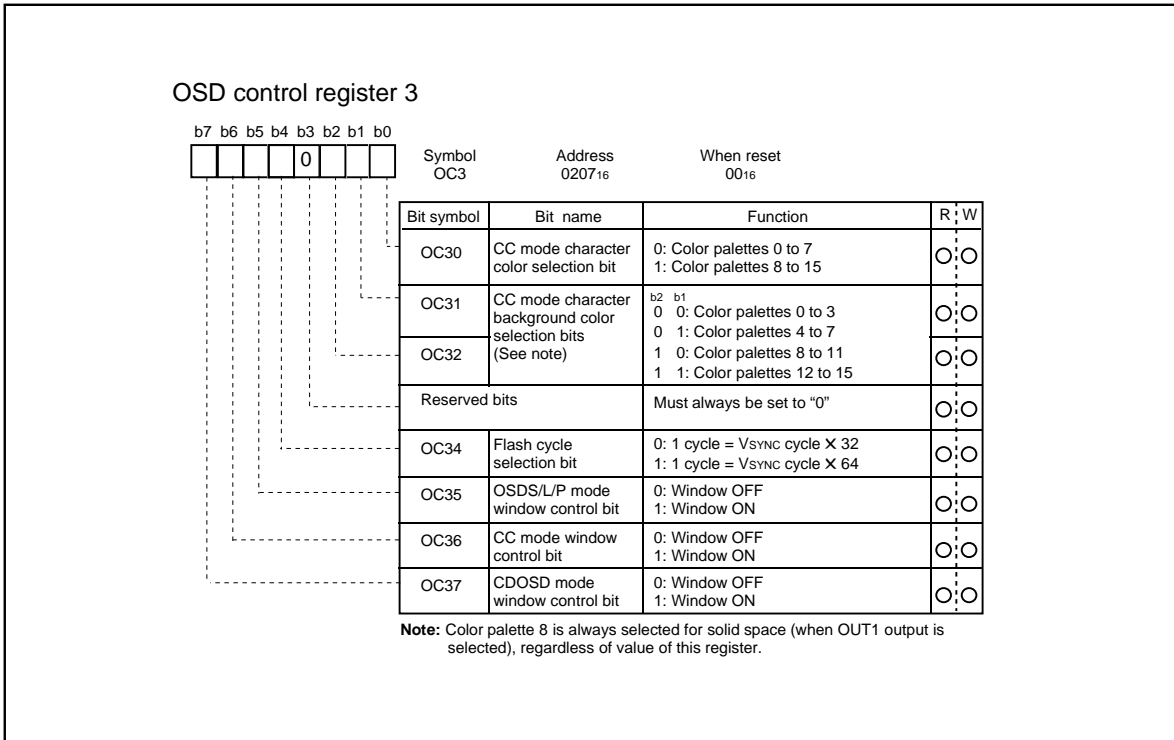 OSD control register 3
b7 b6 b5 b4 b3 b2 b1 b0
0
Symbol Address When reset
OC3 020716 0016
Bit symbol Bit name Function R W
OC30 CC mode character color selection bit
0: Color palettes 0 to 7
1: Color palettes 8 to 15
OC31 CC mode character
background color
selection bits
(See note)
OC32
b2 b1
0 0: Color palettes 0 to 3
0 1: Color palettes 4 to 7
1 0: Color palettes 8 to 11
1 1: Color palettes 12 to 15
Reserved bits Must always be set to “0”
OC34 Flash cycle
selection bit
0: 1 cycle = VSYNC cycle X 32
1: 1 cycle = VSYNC cycle X 64
OC35 OSDS/L/P mode
window control bit
0: Window OFF
1: Window ON
OC36 CC mode window
control bit
0: Window OFF
1: Window ON
OC37 CDOSD mode
window control bit
0: Window OFF
1: Window ON
Note: Color palette 8 is always selected for solid space (when OUT1 output is
selected), regardless of value of this register.